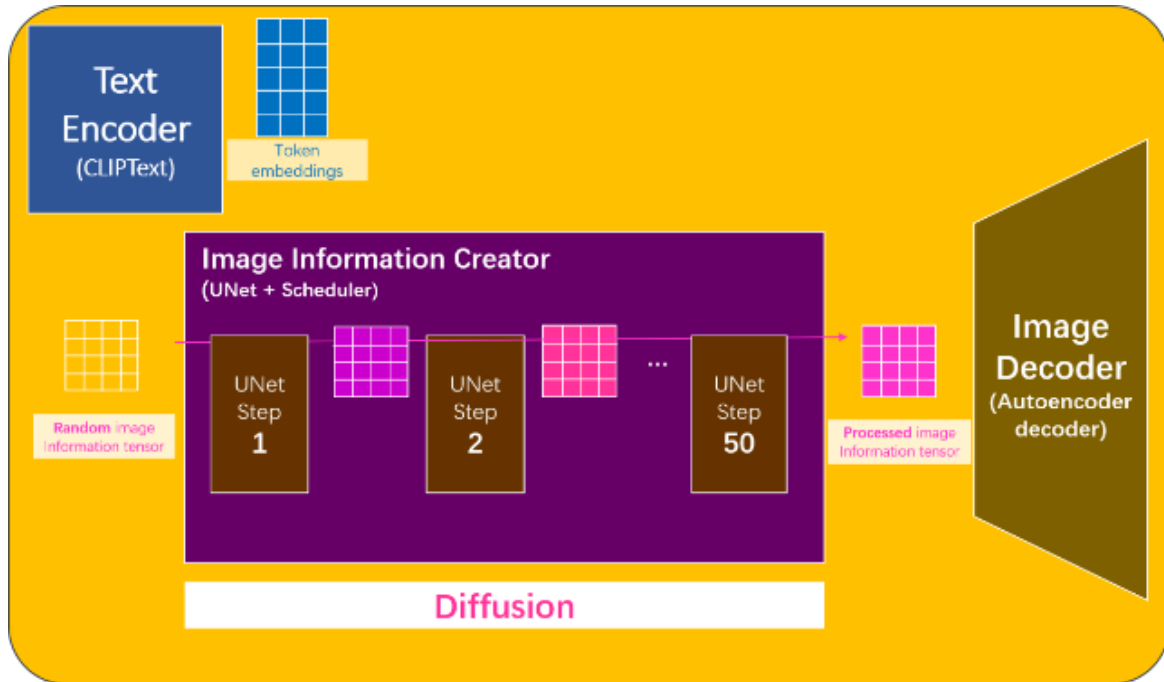 Text
Encoder
(CLIPText)
Token
embeddings
Image Information Creator
(UNet + Scheduler)
UNet
Step
1
UNet
Step
2
...
UNet
Step
50
Random image
Information tensor
Processed image
Information tensor
Image
Decoder
(Autoencoder
decoder)
Diffusion